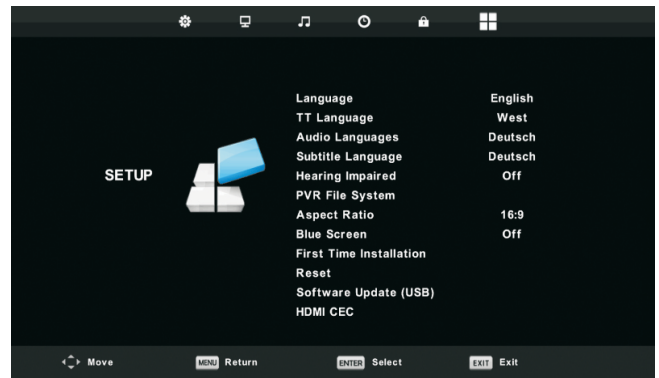 Language English
TT Language West
Audio Languages Deutsch
Subtitle Language Deutsch
SETUP
Hearing Impaired Off
PVR File System
Aspect Ratio 16:9
Blue Screen Off
First Time Installation
Reset
Software Update (USB)
HDMI CEC
Move MENU Return ENTER Select EXIT Exit